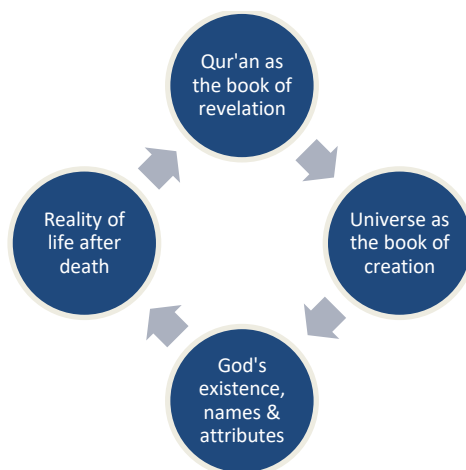 Qur'an as
the book of
revelation
Universe as
the book of
creation
God's
existence,
names &
attributes
Reality of
life after
death